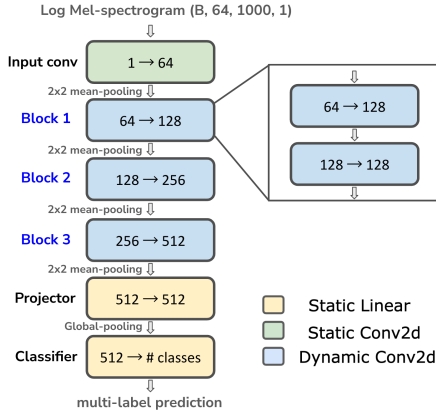 Log Mel-spectrogram (B, 64, 1000, 1)
Input conv
1 → 64
2x2 mean-pooling
Block 1
64 → 128
2x2 mean-pooling
Block 2
128 → 256
2x2 mean-pooling
Block 3
256 → 512
2x2 mean-pooling
Projector
512 → 512
Global-pooling
Classifier
512 → # classes
multi-label prediction
64 → 128
128 → 128
Static Linear
Static Conv2d
Dynamic Conv2d